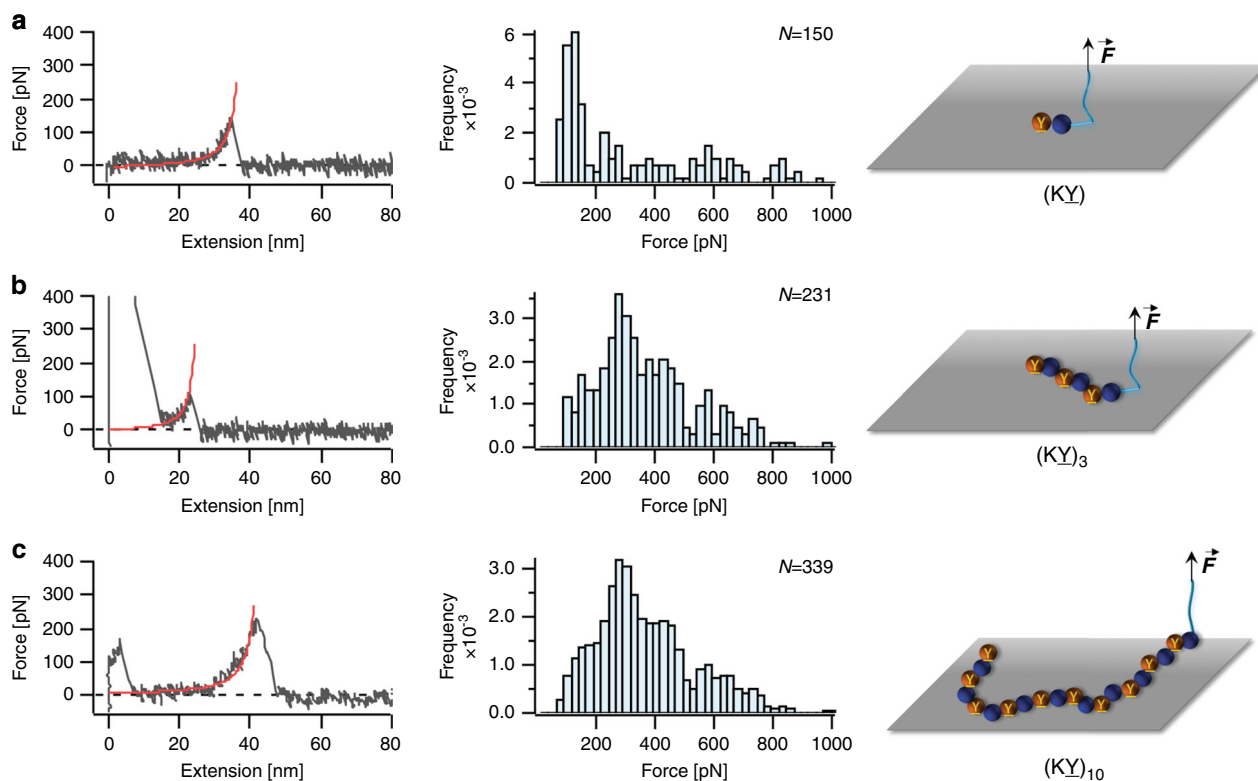 a
Force [pN]
400
300
200
100
0
0 20 40 60 80
Extension [nm]
Frequency
×10⁻³
6
4
2
0
N=150
200 400 600 800 1000
Force [pN]
F
Y
(KY)
b
Force [pN]
400
300
200
100
0
0 20 40 60 80
Extension [nm]
Frequency
×10⁻³
3.0
2.0
1.0
0.0
N=231
200 400 600 800 1000
Force [pN]
F
Y Y Y
(KY)₃
c
Force [pN]
400
300
200
100
0
0 20 40 60 80
Extension [nm]
Frequency
×10⁻³
3.0
2.0
1.0
0.0
N=339
200 400 600 800 1000
Force [pN]
F
Y Y Y Y Y Y Y Y Y Y
(KY)₁₀